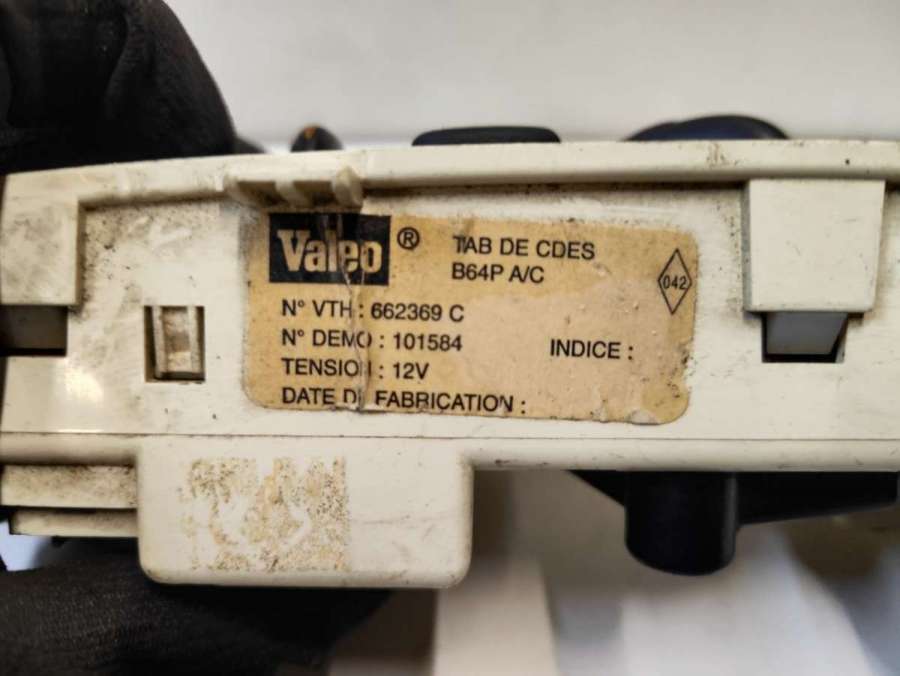 Valeo ®
TAB DE CDES
B64P A/C
042
N° VTH : 662369 C
N° DEMO : 101584
INDICE :
TENSION : 12V
DATE DE FABRICATION :